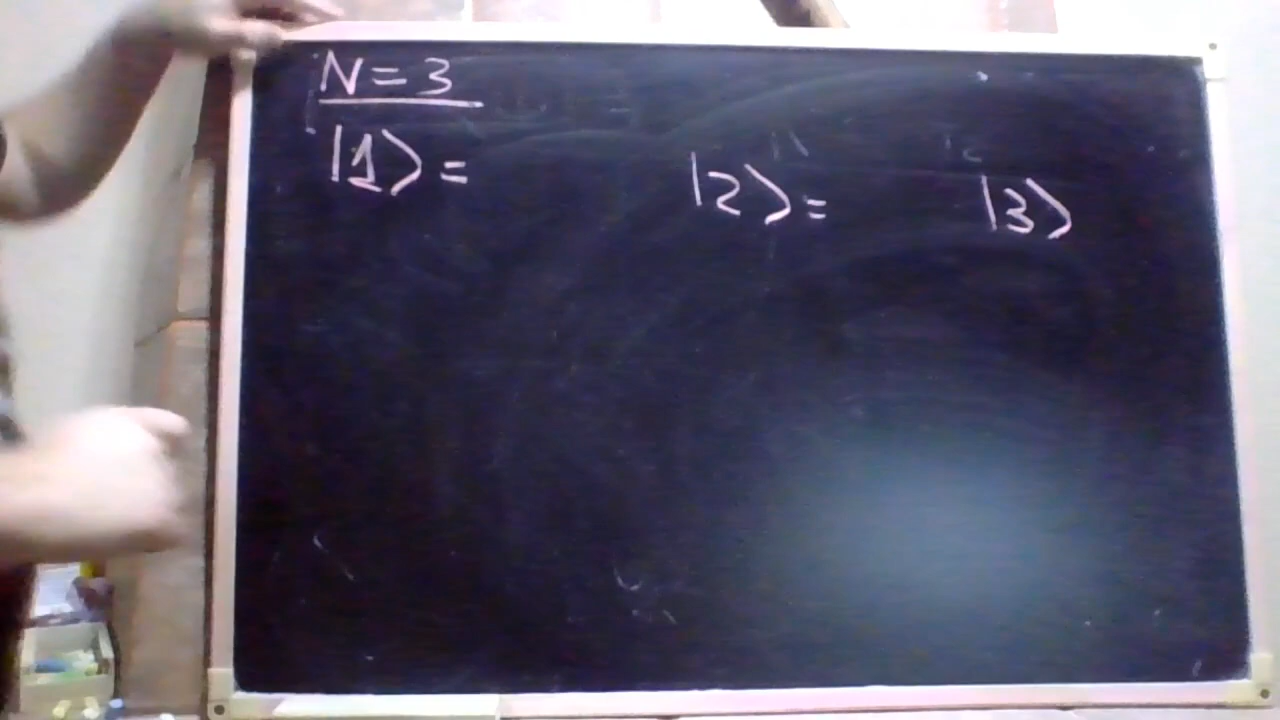 N=3
|1⟩= |2⟩= |3⟩